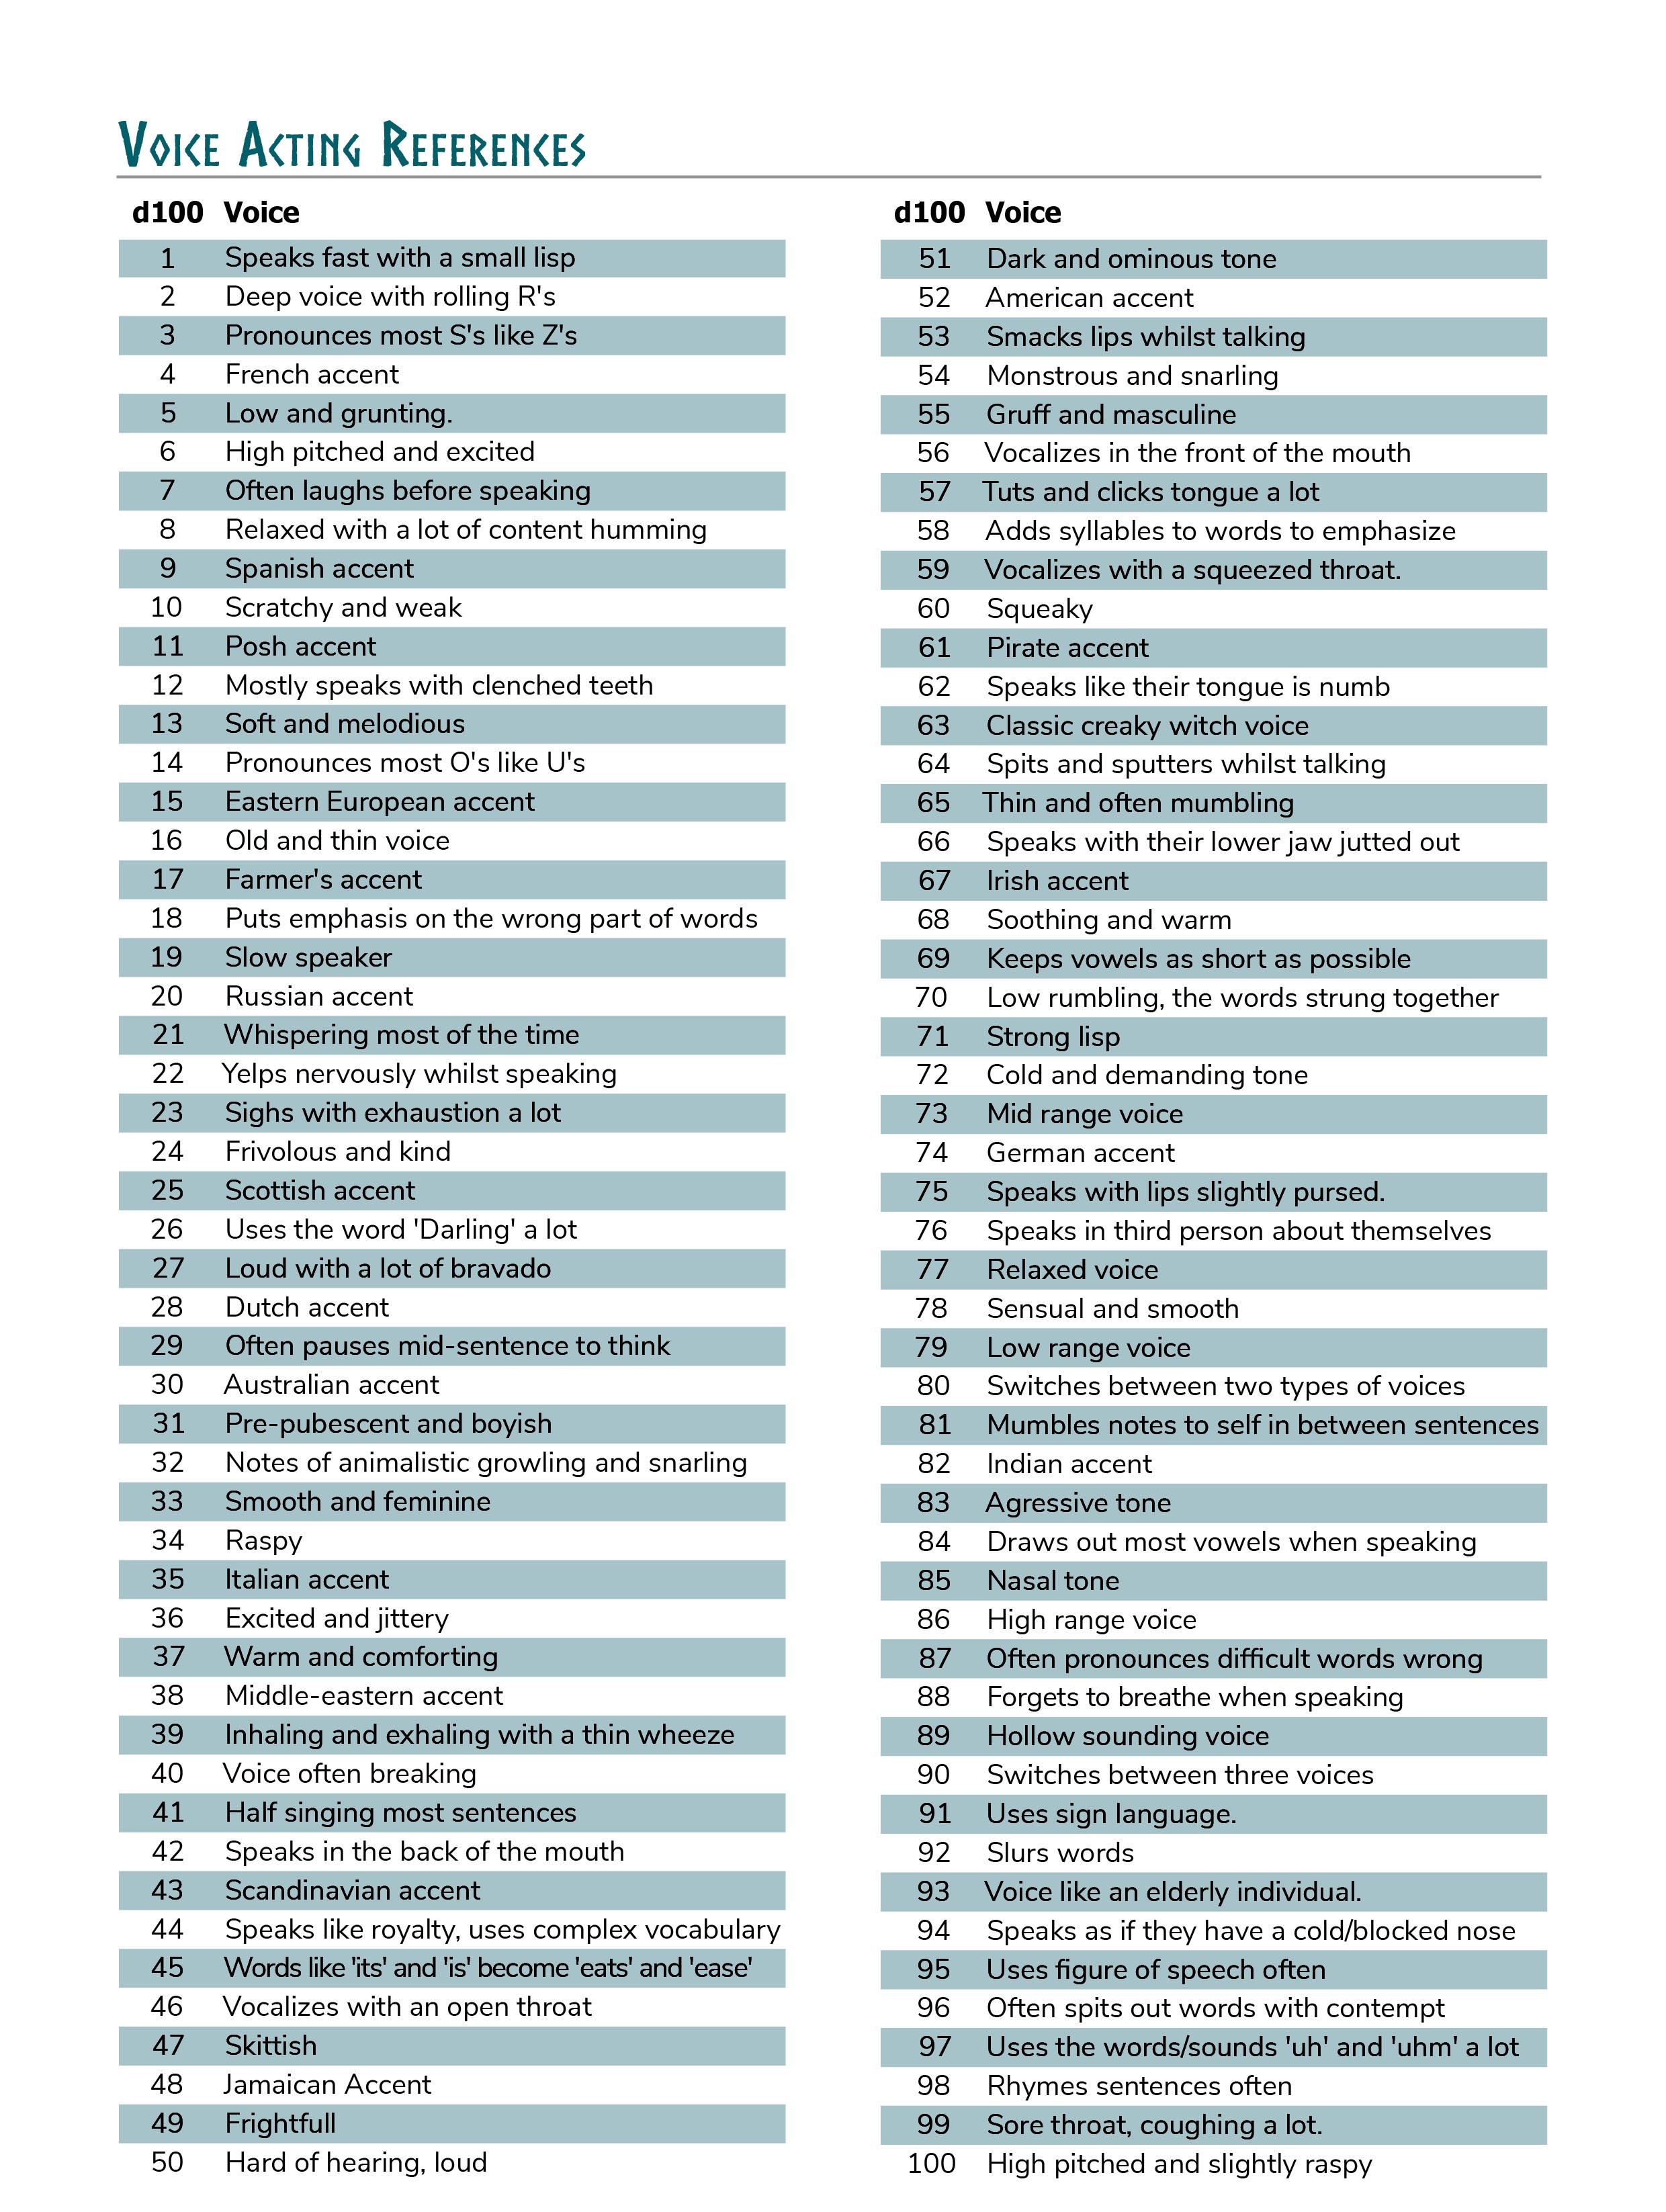 Voice Acting References
d100 Voice
1 Speaks fast with a small lisp
2 Deep voice with rolling R's
3 Pronounces most S's like Z's
4 French accent
5 Low and grunting.
6 High pitched and excited
7 Often laughs before speaking
8 Relaxed with a lot of content humming
9 Spanish accent
10 Scratchy and weak
11 Posh accent
12 Mostly speaks with clenched teeth
13 Soft and melodious
14 Pronounces most O's like U's
15 Eastern European accent
16 Old and thin voice
17 Farmer's accent
18 Puts emphasis on the wrong part of words
19 Slow speaker
20 Russian accent
21 Whispering most of the time
22 Yelps nervously whilst speaking
23 Sighs with exhaustion a lot
24 Frivolous and kind
25 Scottish accent
26 Uses the word 'Darling' a lot
27 Loud with a lot of bravado
28 Dutch accent
29 Often pauses mid-sentence to think
30 Australian accent
31 Pre-pubescent and boyish
32 Notes of animalistic growling and snarling
33 Smooth and feminine
34 Raspy
35 Italian accent
36 Excited and jittery
37 Warm and comforting
38 Middle-eastern accent
39 Inhaling and exhaling with a thin wheeze
40 Voice often breaking
41 Half singing most sentences
42 Speaks in the back of the mouth
43 Scandinavian accent
44 Speaks like royalty, uses complex vocabulary
45 Words like 'its' and 'is' become 'eats' and 'ease'
46 Vocalizes with an open throat
47 Skittish
48 Jamaican Accent
49 Frightfull
50 Hard of hearing, loud
d100 Voice
51 Dark and ominous tone
52 American accent
53 Smacks lips whilst talking
54 Monstrous and snarling
55 Gruff and masculine
56 Vocalizes in the front of the mouth
57 Tuts and clicks tongue a lot
58 Adds syllables to words to emphasize
59 Vocalizes with a squeezed throat.
60 Squeaky
61 Pirate accent
62 Speaks like their tongue is numb
63 Classic creaky witch voice
64 Spits and sputters whilst talking
65 Thin and often mumbling
66 Speaks with their lower jaw jutted out
67 Irish accent
68 Soothing and warm
69 Keeps vowels as short as possible
70 Low rumbling, the words strung together
71 Strong lisp
72 Cold and demanding tone
73 Mid range voice
74 German accent
75 Speaks with lips slightly pursed.
76 Speaks in third person about themselves
77 Relaxed voice
78 Sensual and smooth
79 Low range voice
80 Switches between two types of voices
81 Mumbles notes to self in between sentences
82 Indian accent
83 Agressive tone
84 Draws out most vowels when speaking
85 Nasal tone
86 High range voice
87 Often pronounces difficult words wrong
88 Forgets to breathe when speaking
89 Hollow sounding voice
90 Switches between three voices
91 Uses sign language.
92 Slurs words
93 Voice like an elderly individual.
94 Speaks as if they have a cold/blocked nose
95 Uses figure of speech often
96 Often spits out words with contempt
97 Uses the words/sounds 'uh' and 'uhm' a lot
98 Rhymes sentences often
99 Sore throat, coughing a lot.
100 High pitched and slightly raspy